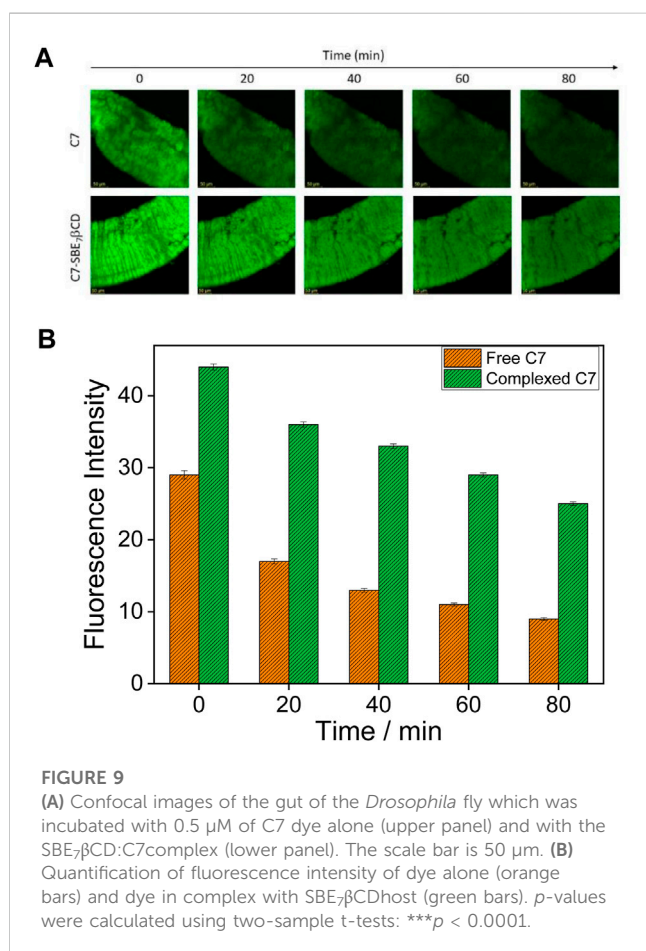 A
Time (min)
0 20 40 60 80
C7
C7-SBE₇βCD
50 µm
B
Free C7
Complexed C7
Fluorescence Intensity
40
30
20
10
0
0 20 40 60 80
Time / min
FIGURE 9
(A) Confocal images of the gut of the Drosophila fly which was
incubated with 0.5 µM of C7 dye alone (upper panel) and with the
SBE₇βCD:C7complex (lower panel). The scale bar is 50 µm. (B)
Quantification of fluorescence intensity of dye alone (orange
bars) and dye in complex with SBE₇βCDhost (green bars). p-values
were calculated using two-sample t-tests: ***p < 0.0001.